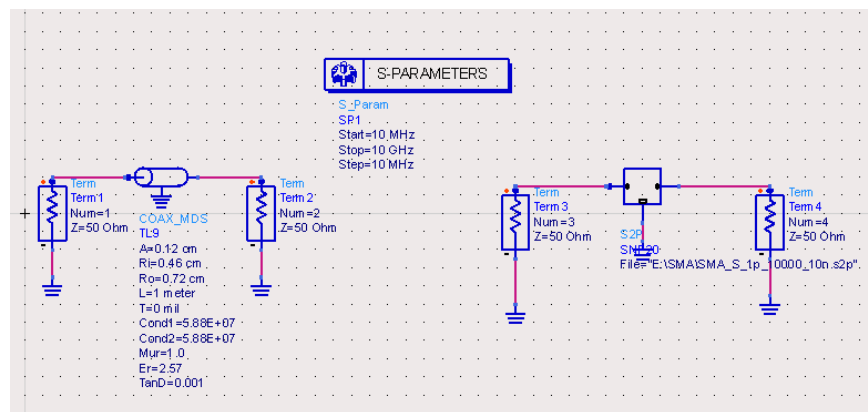 S-PARAMETERS
S_Param
SP1
Start=10 MHz
Stop=10 GHz
Step=10 MHz
Term
Term1
Num=1
Z=50 Ohm
COAX_MDS
TL9
A=0.12 cm
Ri=0.46 cm
Ro=0.72 cm
L=1 meter
T=0 mil
Cond1=5.88E+07
Cond2=5.88E+07
Mur=1.0
Er=2.57
TanD=0.001
Term
Term2
Num=2
Z=50 Ohm
Term
Term3
Num=3
Z=50 Ohm
S2P
SNP20
File="E:\SMA\SMA_S_1p_10000_10n.s2p"
Term
Term4
Num=4
Z=50 Ohm